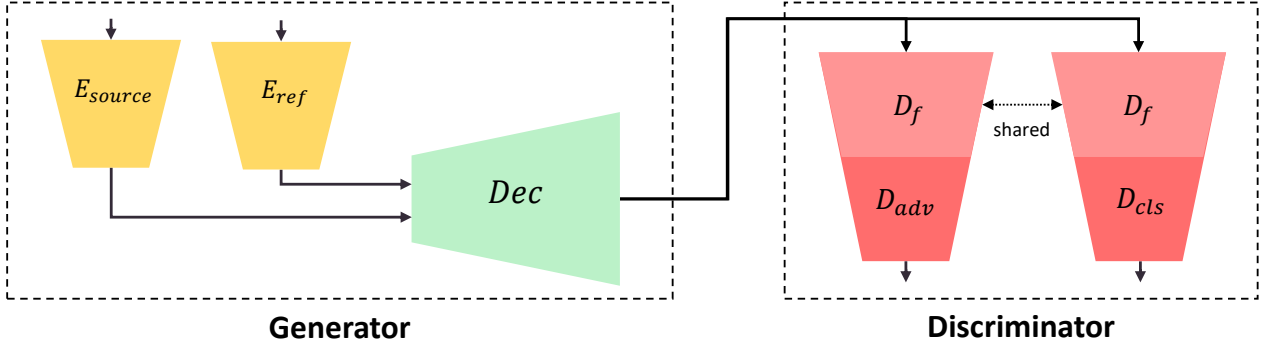 E_source
E_ref
Dec
Generator
D_f
shared
D_f
D_adv
D_cls
Discriminator